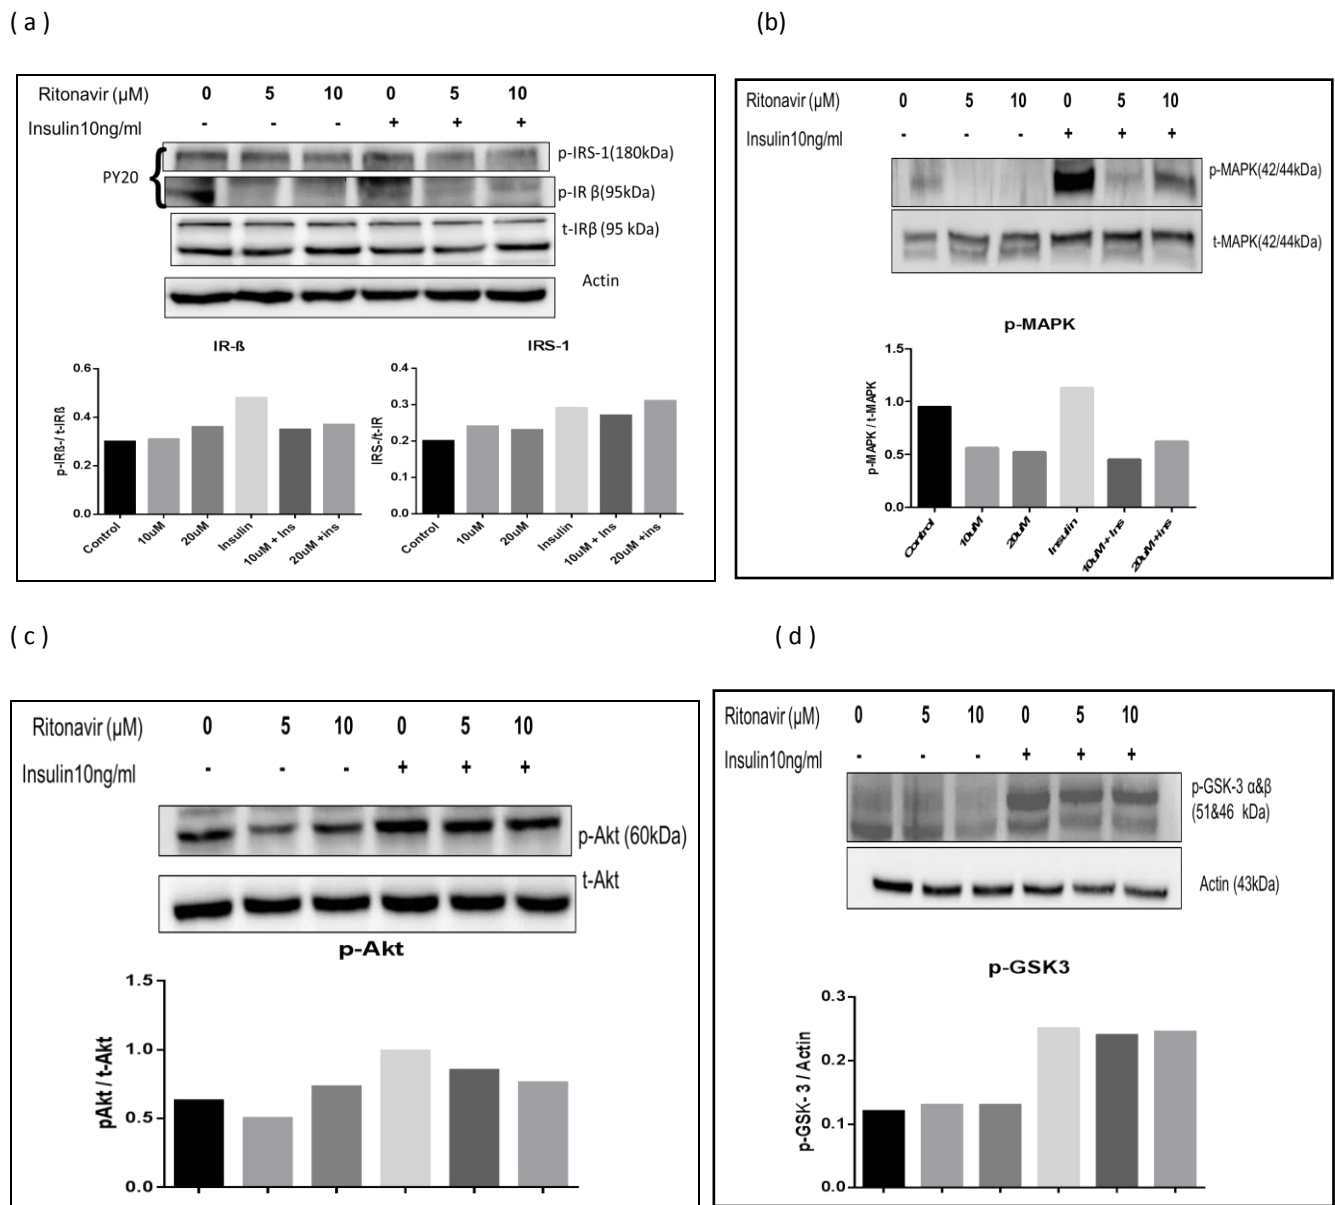 ( a )
(b)
Ritonavir (µM) 0 5 10 0 5 10
Insulin10ng/ml - - - + + +
PY20
p-IRS-1(180kDa)
p-IR β(95kDa)
t-IRβ (95 kDa)
Actin
IR-ß
p-IRß-/ t-IRß
0.6
0.4
0.2
0.0
Control 10uM 20uM Insulin 10uM + Ins 20uM +ins
IRS-1
IRS-/t-IR
0.4
0.3
0.2
0.1
0.0
Control 10uM 20uM Insulin 10uM + Ins 20uM +ins
Ritonavir (µM) 0 5 10 0 5 10
Insulin10ng/ml - - - + + +
p-MAPK(42/44kDa)
t-MAPK(42/44kDa)
p-MAPK
p-MAPK / t-MAPK
1.5
1.0
0.5
0.0
Control 10uM 20uM Insulin 10uM + Ins 20uM+ins
( c )
( d )
Ritonavir (µM) 0 5 10 0 5 10
Insulin10ng/ml - - - + + +
p-Akt (60kDa)
t-Akt
p-Akt
pAkt / t-Akt
1.5
1.0
0.5
0.0
Ritonavir (µM) 0 5 10 0 5 10
Insulin10ng/ml - - - + + +
p-GSK-3 α&β
(51&46 kDa)
Actin (43kDa)
p-GSK3
p-GSK- 3 / Actin
0.3
0.2
0.1
0.0